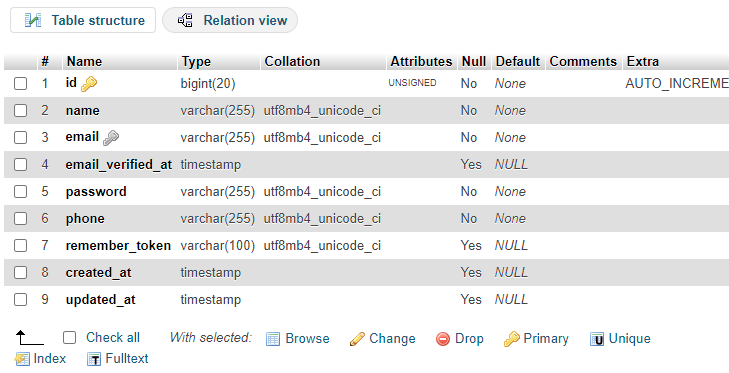 Table structure Relation view
# Name Type Collation Attributes Null Default Comments Extra
1 id bigint(20) UNSIGNED No None AUTO_INCREME
2 name varchar(255) utf8mb4_unicode_ci No None
3 email varchar(255) utf8mb4_unicode_ci No None
4 email_verified_at timestamp Yes NULL
5 password varchar(255) utf8mb4_unicode_ci No None
6 phone varchar(255) utf8mb4_unicode_ci No None
7 remember_token varchar(100) utf8mb4_unicode_ci Yes NULL
8 created_at timestamp Yes NULL
9 updated_at timestamp Yes NULL
Check all With selected: Browse Change Drop Primary U Unique
Index T Fulltext